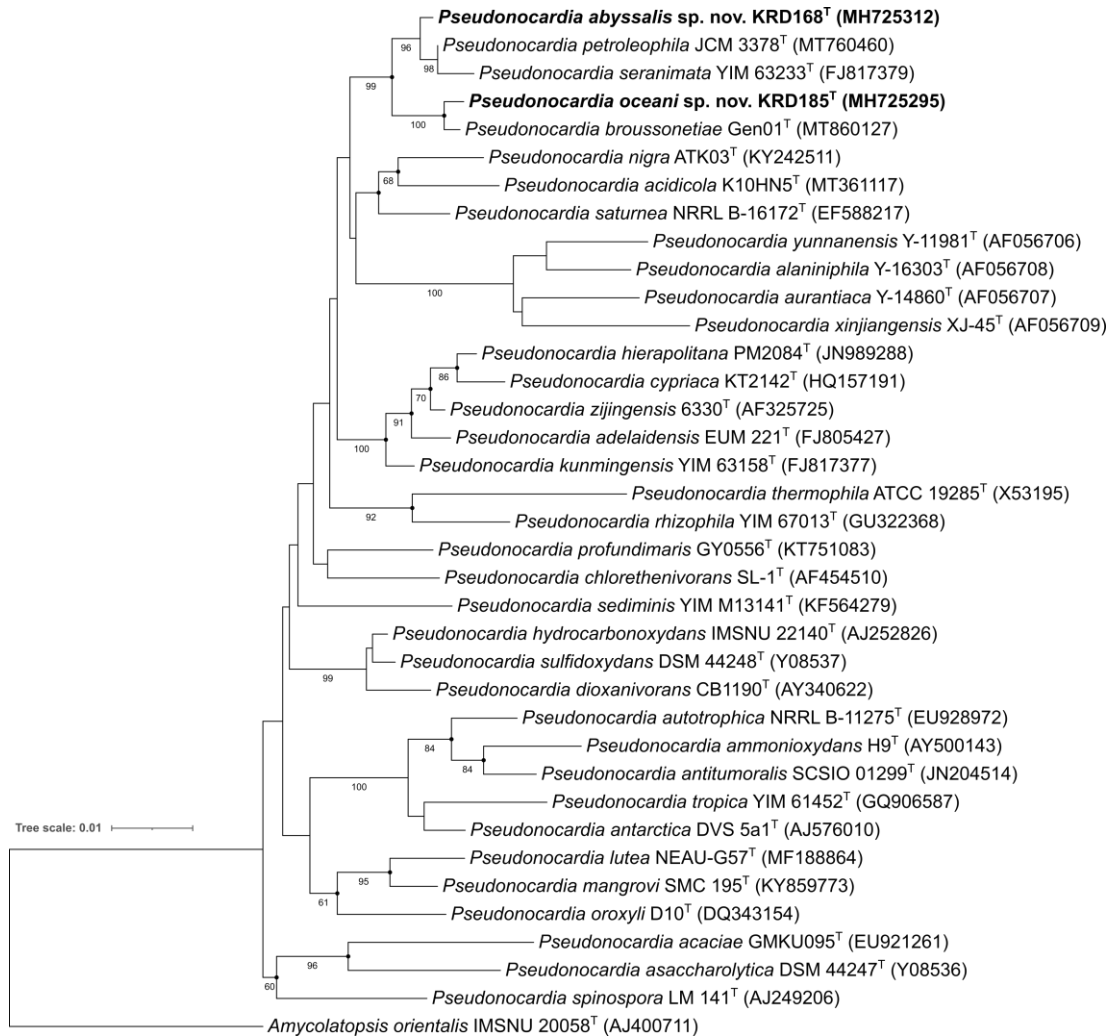 Pseudonocardia abyssalis sp. nov. KRD168ᵀ (MH725312)
96
Pseudonocardia petroleophila JCM 3378ᵀ (MT760460)
98
Pseudonocardia seranimata YIM 63233ᵀ (FJ817379)
99
Pseudonocardia oceani sp. nov. KRD185ᵀ (MH725295)
100
Pseudonocardia broussonetiae Gen01ᵀ (MT860127)
Pseudonocardia nigra ATK03ᵀ (KY242511)
68
Pseudonocardia acidicola K10HN5ᵀ (MT361117)
Pseudonocardia saturnea NRRL B-16172ᵀ (EF588217)
Pseudonocardia yunnanensis Y-11981ᵀ (AF056706)
Pseudonocardia alaniniphila Y-16303ᵀ (AF056708)
100
Pseudonocardia aurantiaca Y-14860ᵀ (AF056707)
Pseudonocardia xinjiangensis XJ-45ᵀ (AF056709)
Pseudonocardia hierapolitana PM2084ᵀ (JN989288)
86
Pseudonocardia cypriaca KT2142ᵀ (HQ157191)
70
Pseudonocardia zijingensis 6330ᵀ (AF325725)
91
Pseudonocardia adelaidensis EUM 221ᵀ (FJ805427)
100
Pseudonocardia kunmingensis YIM 63158ᵀ (FJ817377)
Pseudonocardia thermophila ATCC 19285ᵀ (X53195)
92
Pseudonocardia rhizophila YIM 67013ᵀ (GU322368)
Pseudonocardia profundimaris GY0556ᵀ (KT751083)
Pseudonocardia chlorethenivorans SL-1ᵀ (AF454510)
Pseudonocardia sediminis YIM M13141ᵀ (KF564279)
Pseudonocardia hydrocarbonoxydans IMSNU 22140ᵀ (AJ252826)
Pseudonocardia sulfidoxydans DSM 44248ᵀ (Y08537)
99
Pseudonocardia dioxanivorans CB1190ᵀ (AY340622)
Pseudonocardia autotrophica NRRL B-11275ᵀ (EU928972)
84
Pseudonocardia ammonioxydans H9ᵀ (AY500143)
84
Pseudonocardia antitumoralis SCSIO 01299ᵀ (JN204514)
100
Pseudonocardia tropica YIM 61452ᵀ (GQ906587)
Tree scale: 0.01
Pseudonocardia antarctica DVS 5a1ᵀ (AJ576010)
Pseudonocardia lutea NEAU-G57ᵀ (MF188864)
95
Pseudonocardia mangrovi SMC 195ᵀ (KY859773)
61
Pseudonocardia oroxyli D10ᵀ (DQ343154)
Pseudonocardia acaciae GMKU095ᵀ (EU921261)
96
Pseudonocardia asaccharolytica DSM 44247ᵀ (Y08536)
60
Pseudonocardia spinospora LM 141ᵀ (AJ249206)
Amycolatopsis orientalis IMSNU 20058ᵀ (AJ400711)